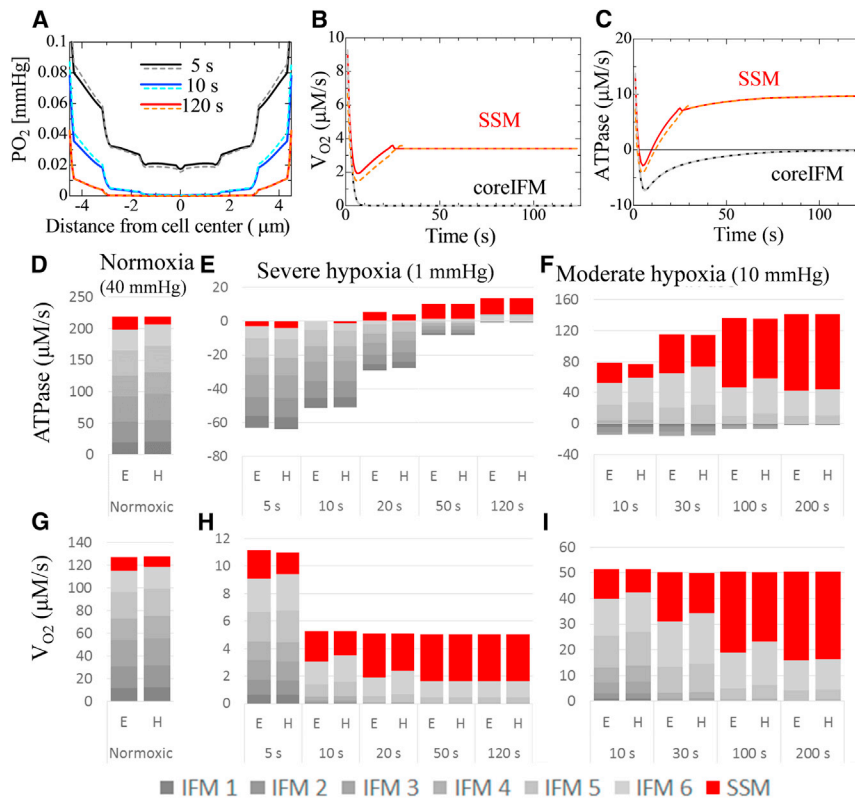 A
PO2 [mmHg]
0.1
0.08
0.06
0.04
0.02
0
5 s
10 s
120 s
-4 -2 0 2 4
Distance from cell center ( μm)
B
VO2 (μM/s)
10
8
6
4
2
0
SSM
coreIFM
0 50 100
Time (s)
C
ATPase (μM/s)
20
10
0
-10
SSM
coreIFM
0 50 100
Time (s)
D Normoxia
(40 mmHg)
ATPase (μM/s)
250
200
150
100
50
0
E H
Normoxic
E Severe hypoxia (1 mmHg)
20
0
-20
-40
-60
-80
E H E H E H E H E H
5 s 10 s 20 s 50 s 120 s
F Moderate hypoxia (10 mmHg)
160
120
80
40
0
-40
E H E H E H E H
10 s 30 s 100 s 200 s
G
VO2 (μM/s)
140
120
100
80
60
40
20
0
E H
Normoxic
H
12
10
8
6
4
2
0
E H E H E H E H E H
5 s 10 s 20 s 50 s 120 s
I
60
50
40
30
20
10
0
E H E H E H E H
10 s 30 s 100 s 200 s
IFM 1 IFM 2 IFM 3 IFM 4 IFM 5 IFM 6 SSM